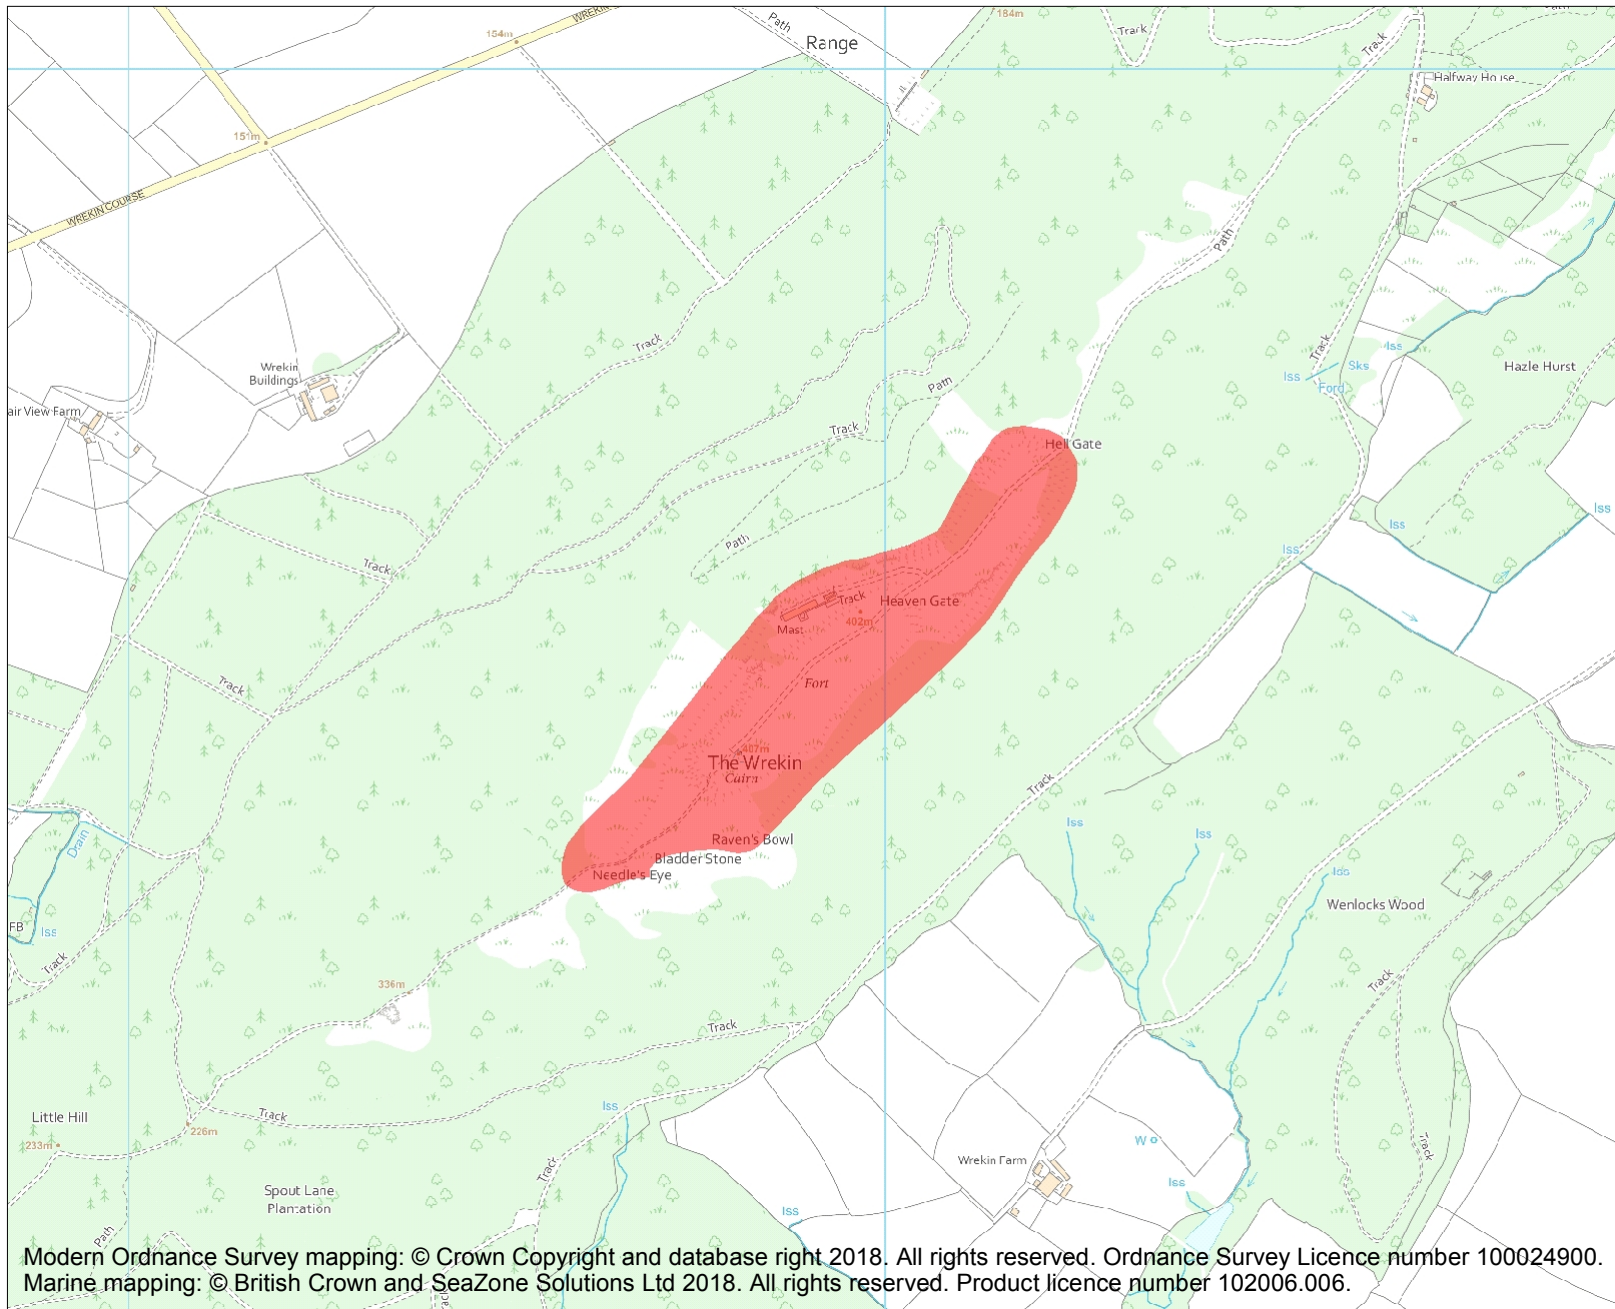 WREKIN
154m
Path
Range
184m
Track
Track
Path
Halfway House
151m
WREKIN COURSE
Path
Track
Iss
Sks
Iss
Ford
Hazle Hurst
Track
Wrekin
Buildings
air View Farm
Path
Track
Hell Gate
Iss
Iss
Iss
Path
Track
Track
Heaven Gate
Mast
402m
Track
Fort
407m
The Wrekin
Cairn
Track
Iss
Iss
Raven's Bowl
Bladder Stone
Needle's Eye
Drain
Iss
Wenlocks Wood
FB
Iss
Track
336m
Track
Track
Little Hill
233m
Track
226m
Iss
W
Track
Wrekin Farm
Track
Iss
Spout Lane
Plantation
Iss
Path
Track
Modern Ordnance Survey mapping: © Crown Copyright and database right 2018. All rights reserved. Ordnance Survey Licence number 100024900.
Marine mapping: © British Crown and SeaZone Solutions Ltd 2018. All rights reserved. Product licence number 102006.006.